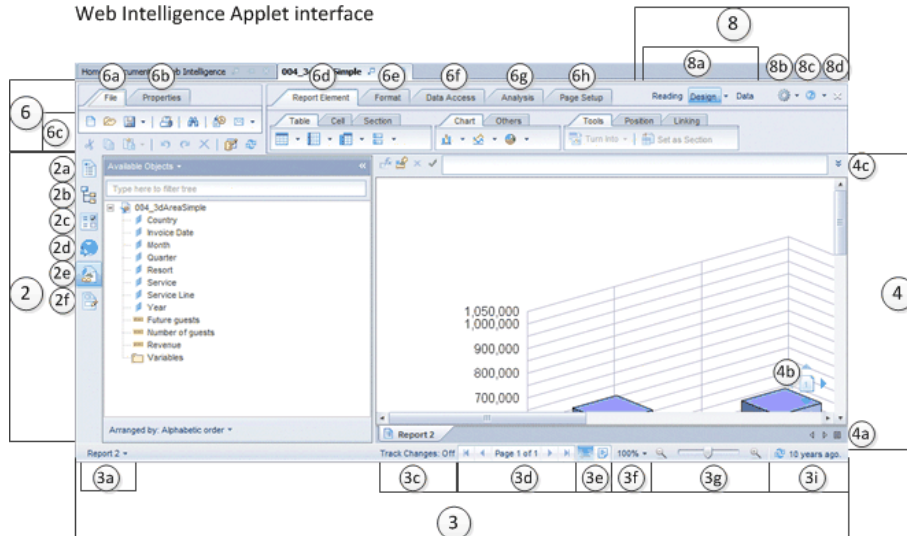 Web Intelligence Applet interface
8
8a
8b 8c 8d
6a 6b 6d 6e 6f 6g 6h
Web Intelligence
File Properties Report Element Format Data Access Analysis Page Setup Reading Design Data
6
6c
Table Cell Section Chart Others Tools Position Linking
Turn into Set as Section
2a Available Objects « 4c
2b Type here to filter tree
004_3dAreaSimple
2c Country
Invoice Date
2d Month
Quarter
2e Resort
Service
2f Service Line
Year
2 4
Future guests
Number of guests
Revenue
Variables
1,050,000
1,000,000
900,000
800,000
700,000
4b
1
Arranged by: Alphabetic order
Report 2 4a
Report 2 Track Changes: Off Page 1 of 1 100% 10 years ago.
3a 3c 3d 3e 3f 3g 3i
3